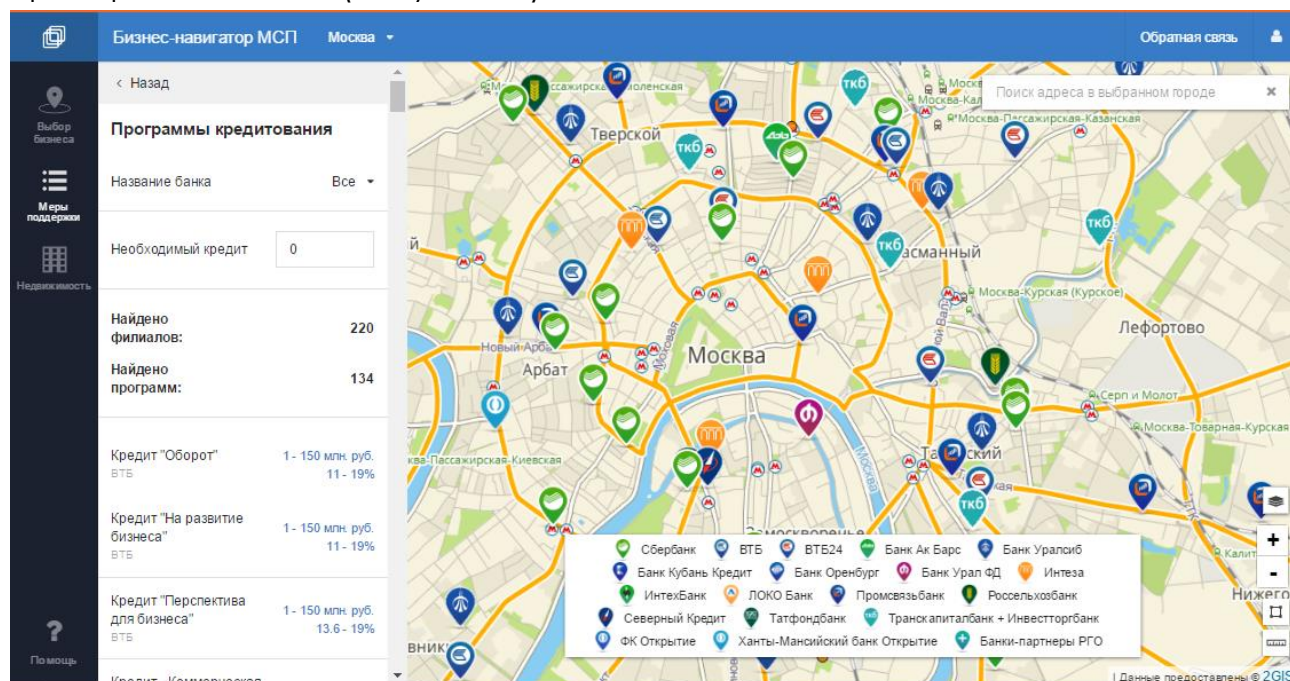 Бизнес-навигатор МСП
Москва
Обратная связь
Выбор
бизнеса
Меры
поддержки
Недвижимость
Помощь
< Назад
Программы кредитования
Название банка Все
Необходимый кредит 0
Найдено
филиалов: 220
Найдено
программ: 134
Кредит "Оборот" 1 - 150 млн. руб.
ВТБ 11 - 19%
Кредит "На развитие
бизнеса" 1 - 150 млн. руб.
ВТБ 11 - 19%
Кредит "Перспектива
для бизнеса" 1 - 150 млн. руб.
ВТБ 13.6 - 19%
Поиск адреса в выбранном городе
Москва-Пассажирская-Казанская
Тверской
ткб
ткб
ткб
ткб
ткб
Москва-Курская (Курское)
Лефортово
Новый Арбат
Арбат
Моховая
Москва
Серп и Молот
Москва-Товарная-Курская
Замоскворечье
Сбербанк ВТБ ВТБ24 Банк Ак Барс Банк Уралсиб
Банк Кубань Кредит Банк Оренбург Банк Урал ФД Интеза
ИнтехБанк ЛОКО Банк Промсвязьбанк Россельхозбанк
Северный Кредит Татфондбанк Транскапиталбанк + Инвестторгбанк
ФК Открытие Ханты-Мансийский банк Открытие Банки-партнеры РГО
+
-
Данные предоставлены © 2GIS